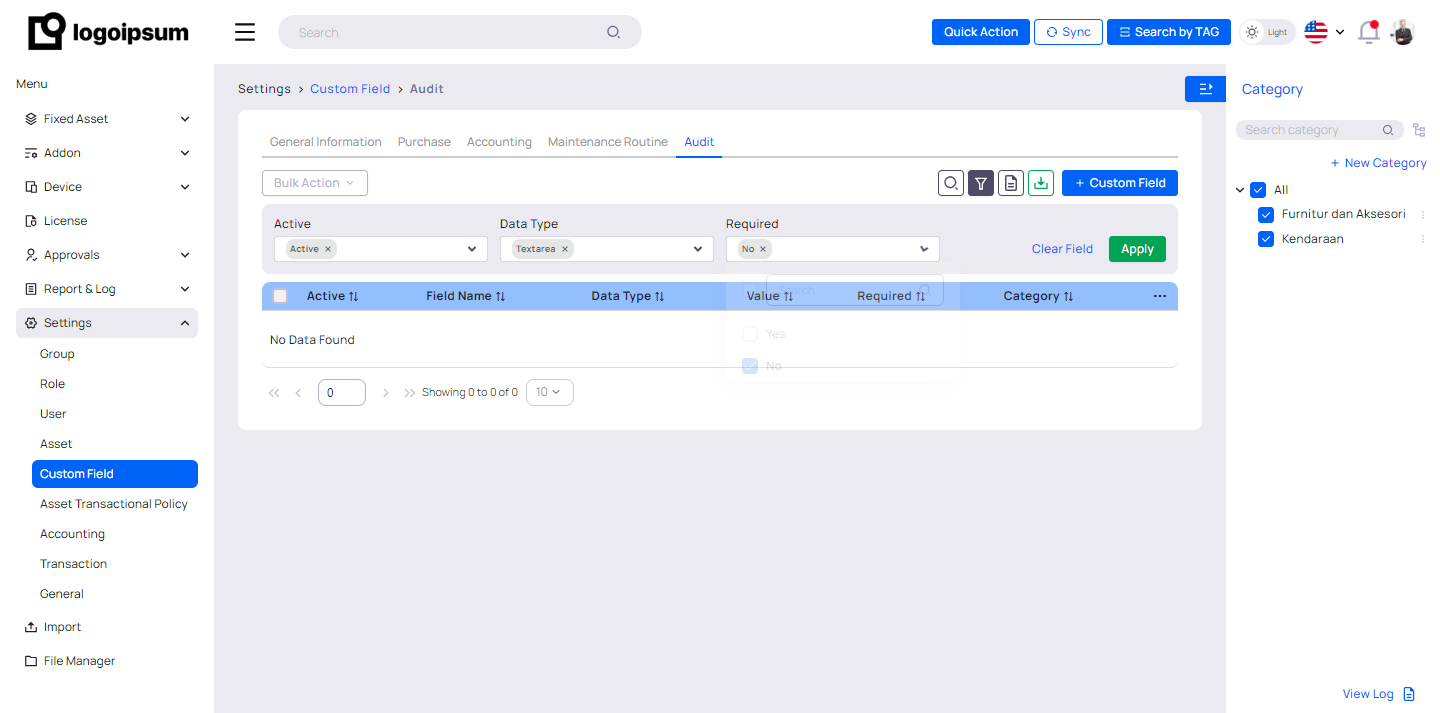 logoipsum
Search
Quick Action
Sync
Search by TAG
Light
Menu
Fixed Asset
Addon
Device
License
Approvals
Report & Log
Settings
Group
Role
User
Asset
Custom Field
Asset Transactional Policy
Accounting
Transaction
General
Import
File Manager
Settings > Custom Field > Audit
General Information Purchase Accounting Maintenance Routine Audit
Bulk Action
+ Custom Field
Active Data Type Required
Active × Textarea × No ×
Clear Field Apply
Search
Active Field Name Data Type Value Required Category ...
Yes
No Data Found
No
0 Showing 0 to 0 of 0 10
Category
Search category
+ New Category
All
Furnitur dan Aksesori
Kendaraan
View Log